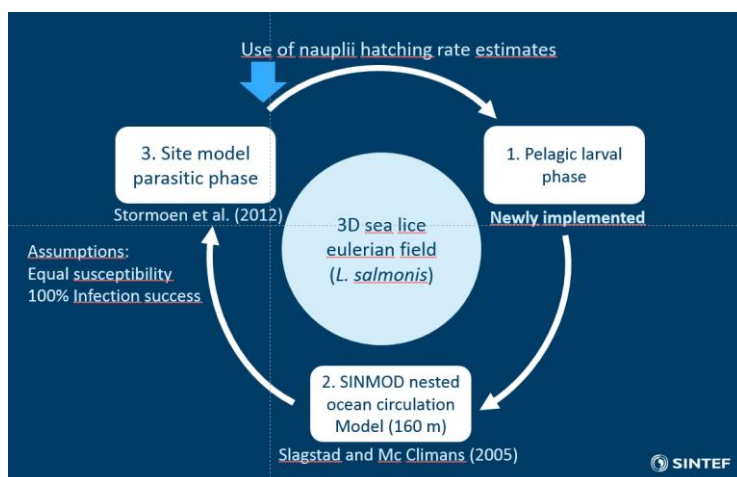 Use of nauplii hatching rate estimates
3. Site model
parasitic phase
Stormoen et al. (2012)
1. Pelagic larval
phase
Newly implemented
3D sea lice
eulerian field
(L. salmonis)
Assumptions:
Equal susceptibility
100% Infection success
2. SINMOD nested
ocean circulation
Model (160 m)
Slagstad and Mc Climans (2005)
SINTEF